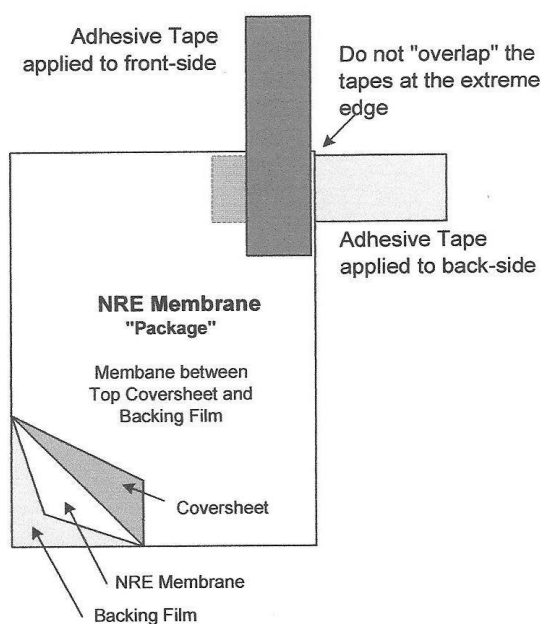 Adhesive Tape
applied to front-side
Do not "overlap" the
tapes at the extreme
edge
Adhesive Tape
applied to back-side
NRE Membrane
"Package"
Membane between
Top Coversheet and
Backing Film
Coversheet
NRE Membrane
Backing Film